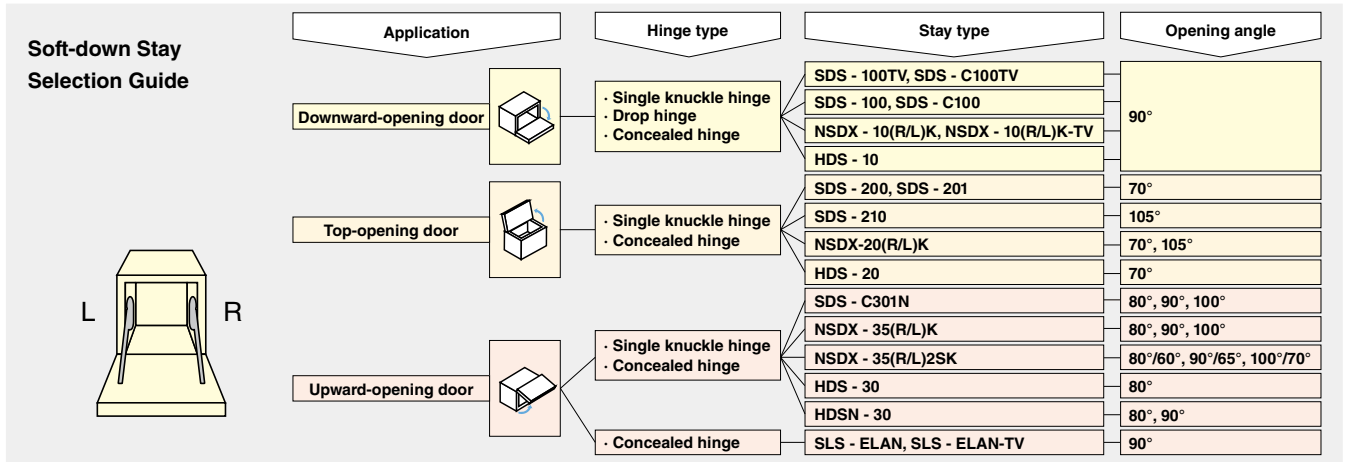 Soft-down Stay
Selection Guide
Application
Hinge type
Stay type
Opening angle
Downward-opening door
· Single knuckle hinge
· Drop hinge
· Concealed hinge
SDS - 100TV, SDS - C100TV
SDS - 100, SDS - C100
NSDX - 10(R/L)K, NSDX - 10(R/L)K-TV
HDS - 10
90°
Top-opening door
· Single knuckle hinge
· Concealed hinge
SDS - 200, SDS - 201
70°
SDS - 210
105°
NSDX-20(R/L)K
70°, 105°
HDS - 20
70°
L
R
Upward-opening door
· Single knuckle hinge
· Concealed hinge
SDS - C301N
80°, 90°, 100°
NSDX - 35(R/L)K
80°, 90°, 100°
NSDX - 35(R/L)2SK
80°/60°, 90°/65°, 100°/70°
HDS - 30
80°
HDSN - 30
80°, 90°
· Concealed hinge
SLS - ELAN, SLS - ELAN-TV
90°